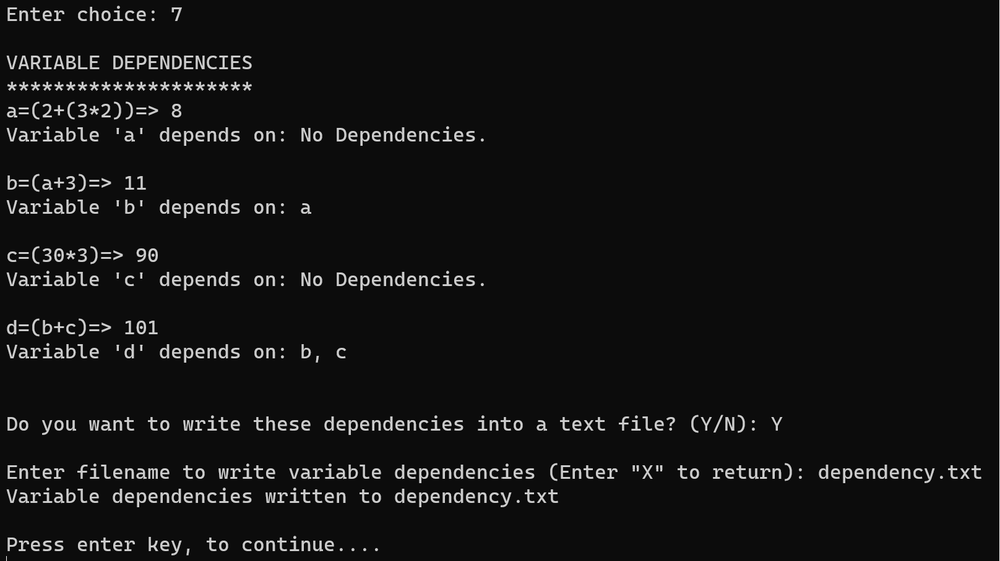 Enter choice: 7
VARIABLE DEPENDENCIES
*********************
a=(2+(3*2))=> 8
Variable 'a' depends on: No Dependencies.
b=(a+3)=> 11
Variable 'b' depends on: a
c=(30*3)=> 90
Variable 'c' depends on: No Dependencies.
d=(b+c)=> 101
Variable 'd' depends on: b, c
Do you want to write these dependencies into a text file? (Y/N): Y
Enter filename to write variable dependencies (Enter "X" to return): dependency.txt
Variable dependencies written to dependency.txt
Press enter key, to continue....